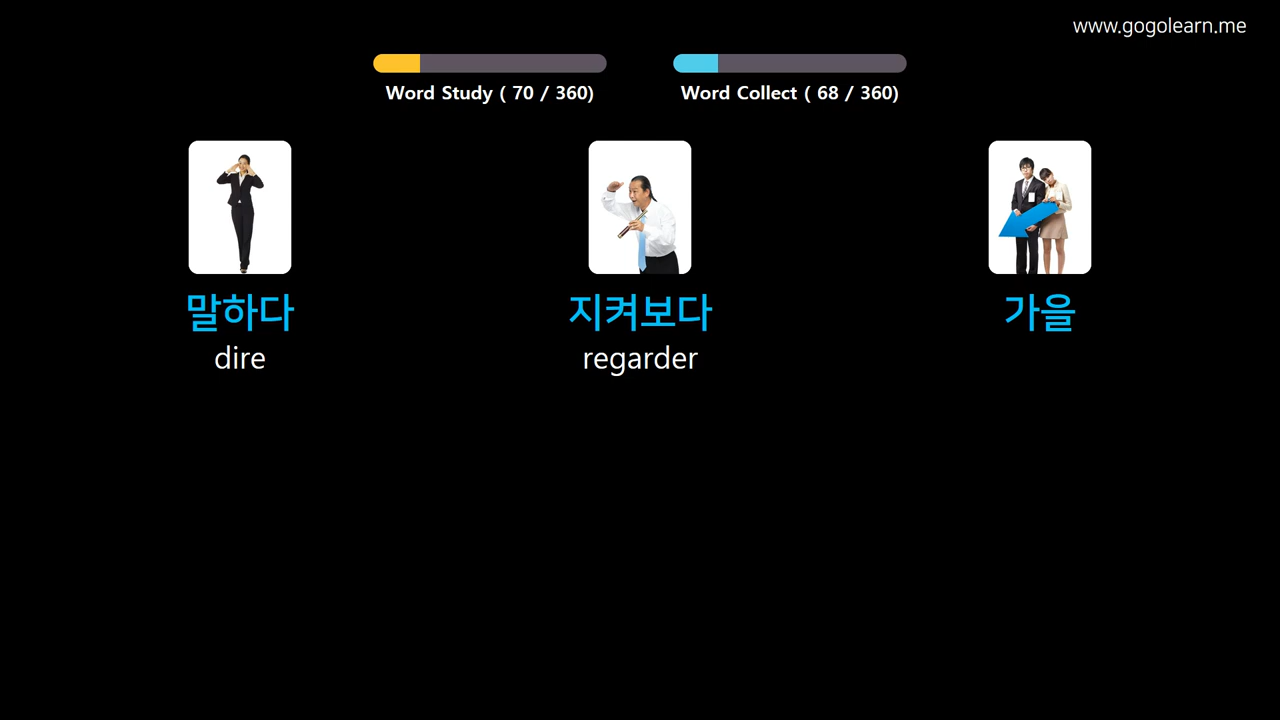 www.gogolearn.me
Word Study ( 70 / 360)
Word Collect ( 68 / 360)
말하다
dire
지켜보다
regarder
가을